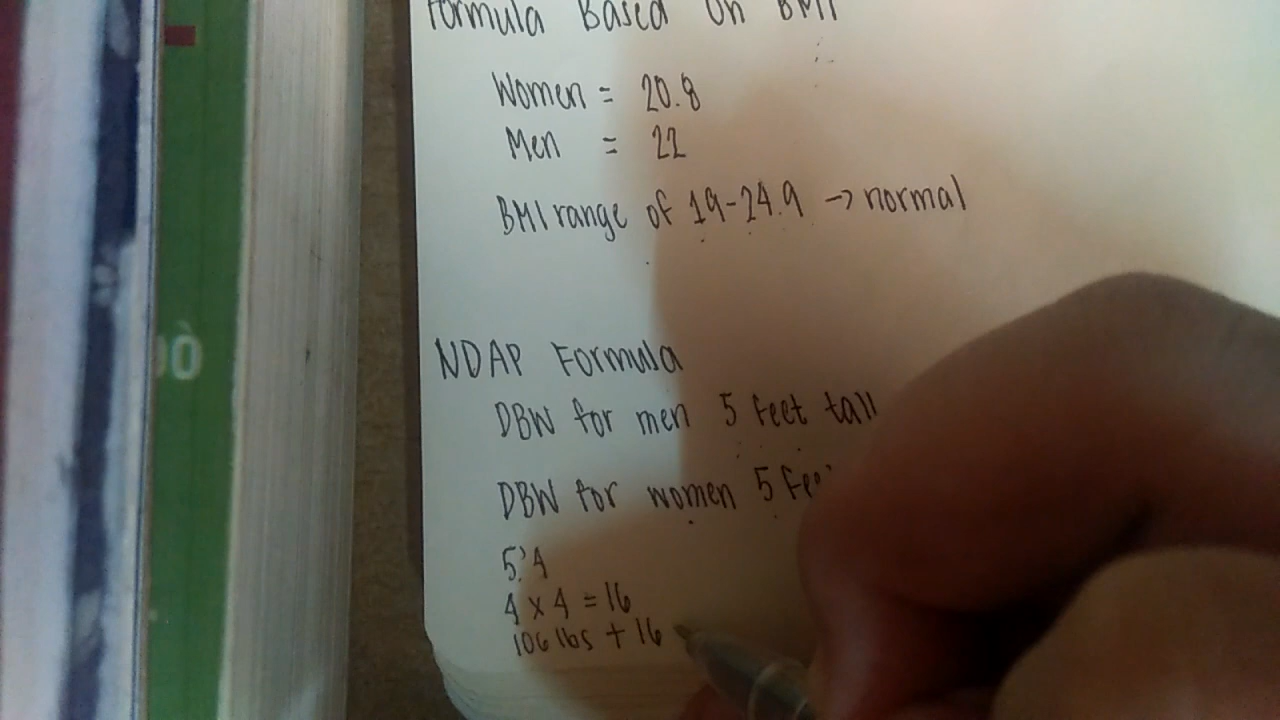 Formula Based On BMI
Women = 20.8
Men = 22
BMI range of 19-24.9 → normal
NDAP Formula
DBW for men 5 feet tall
DBW for women 5
5'4
4 x 4 = 16
106 lbs + 16